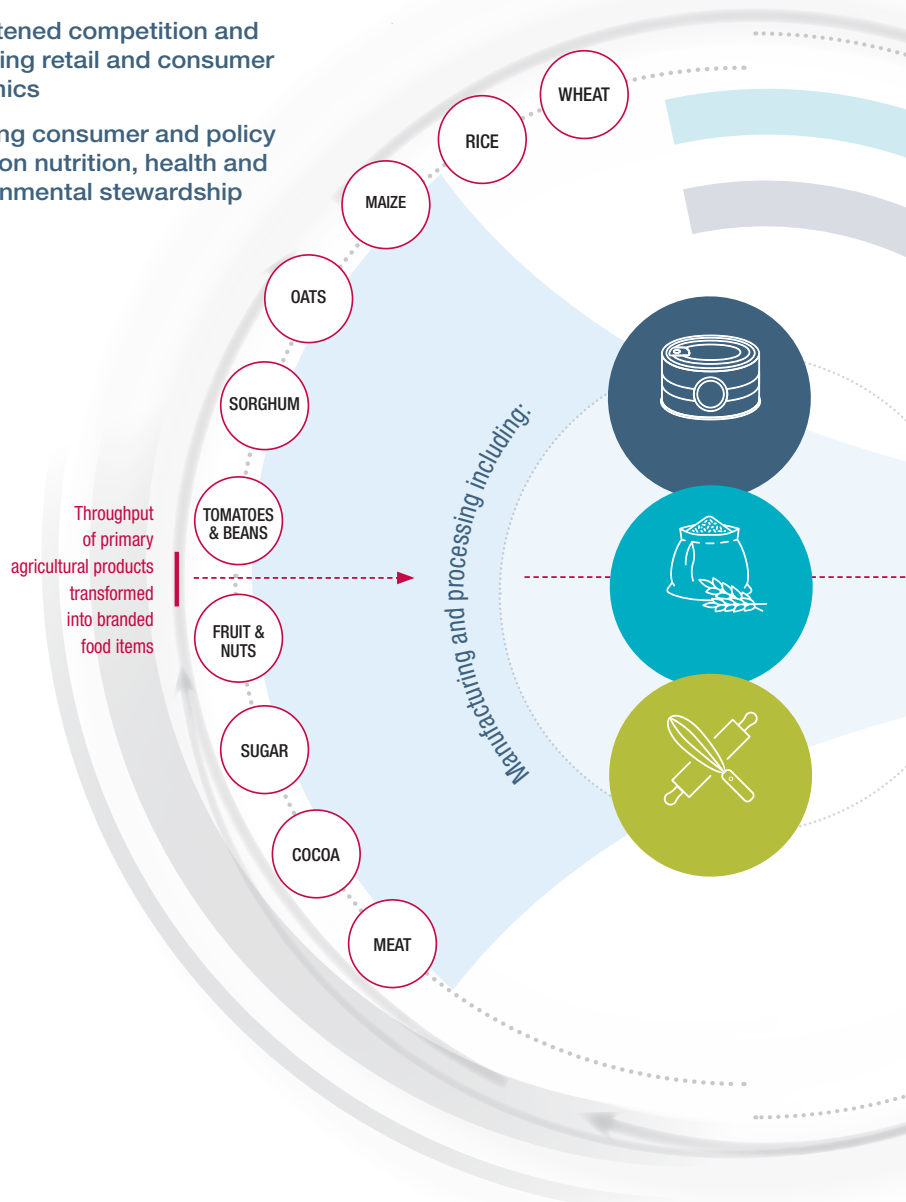 tened competition and
ing retail and consumer
nics
ng consumer and policy
on nutrition, health and
nmental stewardship
WHEAT
RICE
MAIZE
OATS
SORGHUM
TOMATOES
& BEANS
Throughput
of primary
agricultural products
transformed
into branded
food items
Manufacturing and processing including:
FRUIT &
NUTS
SUGAR
COCOA
MEAT